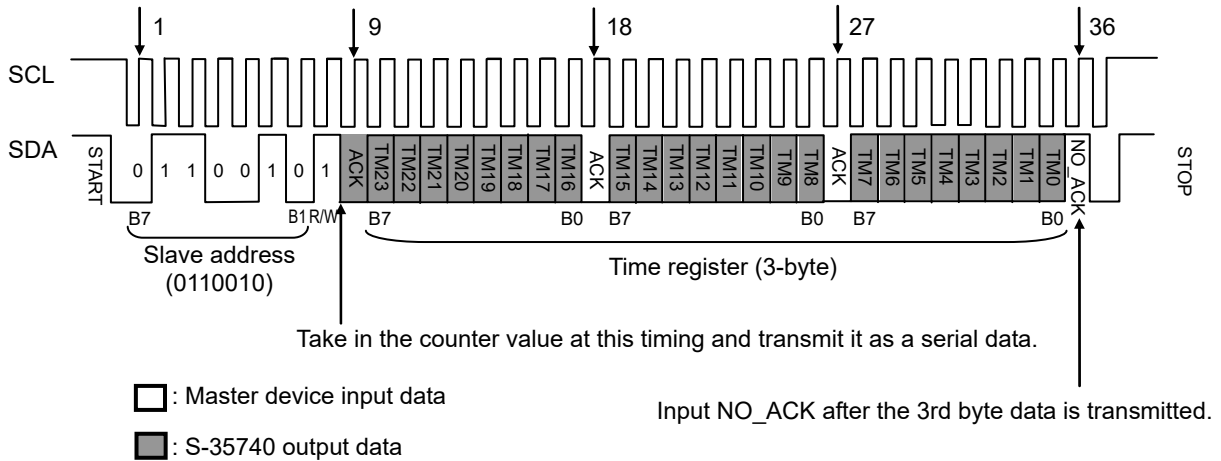 1 9 18 27 36
SCL
SDA
START 0 1 1 0 0 1 0 1 ACK TM23 TM22 TM21 TM20 TM19 TM18 TM17 TM16 ACK TM15 TM14 TM13 TM12 TM11 TM10 TM9 TM8 ACK TM7 TM6 TM5 TM4 TM3 TM2 TM1 TM0 NO_ACK STOP
B7 B1 R/W B7 B0 B7 B0 B7 B0
Slave address
(0110010)
Time register (3-byte)
Take in the counter value at this timing and transmit it as a serial data.
: Master device input data
Input NO_ACK after the 3rd byte data is transmitted.
: S-35740 output data